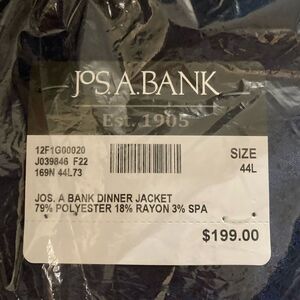 JOS.A.BANK
Est. 1905
12F1G00020
J039846 F22
169N 44L73
SIZE
44L
JOS. A BANK DINNER JACKET
79% POLYESTER 18% RAYON 3% SPA
$199.00